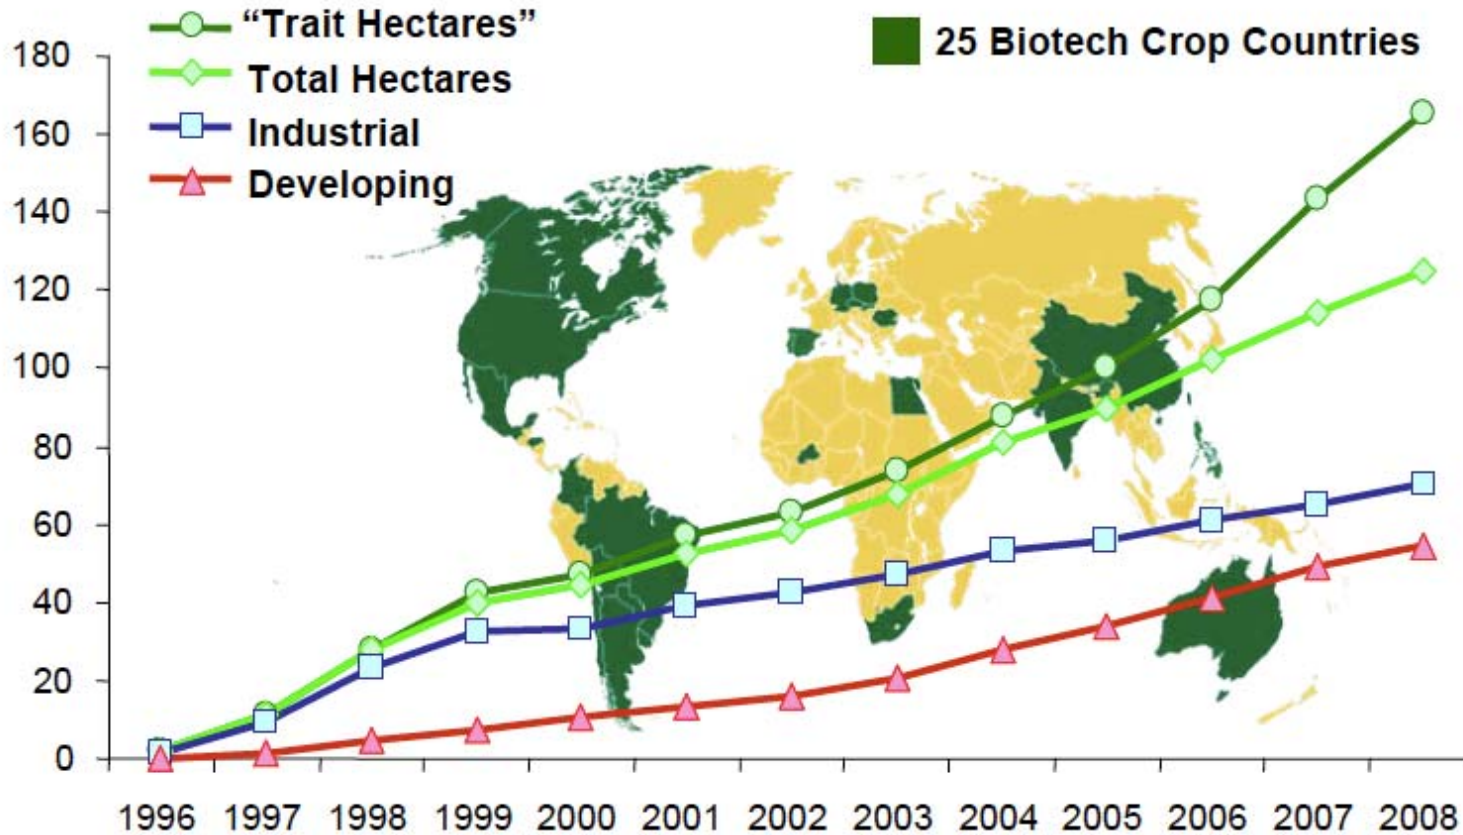 “Trait Hectares”
Total Hectares
Industrial
Developing
25 Biotech Crop Countries
180
160
140
120
100
80
60
40
20
0
1996 1997 1998 1999 2000 2001 2002 2003 2004 2005 2006 2007 2008